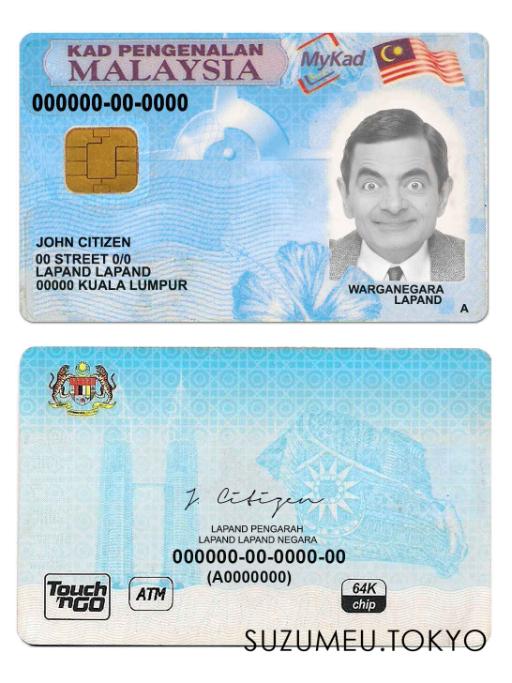 KAD PENGENALAN
MALAYSIA
MyKad
000000-00-0000
JOHN CITIZEN
00 STREET 0/0
LAPAND LAPAND
00000 KUALA LUMPUR
WARGANEGARA
LAPAND
A
J. Citizen
LAPAND PENGARAH
LAPAND LAPAND NEGARA
000000-00-0000-00
(A0000000)
Touch
'nGO
ATM
64K
chip
SUZUMEU.TOKYO